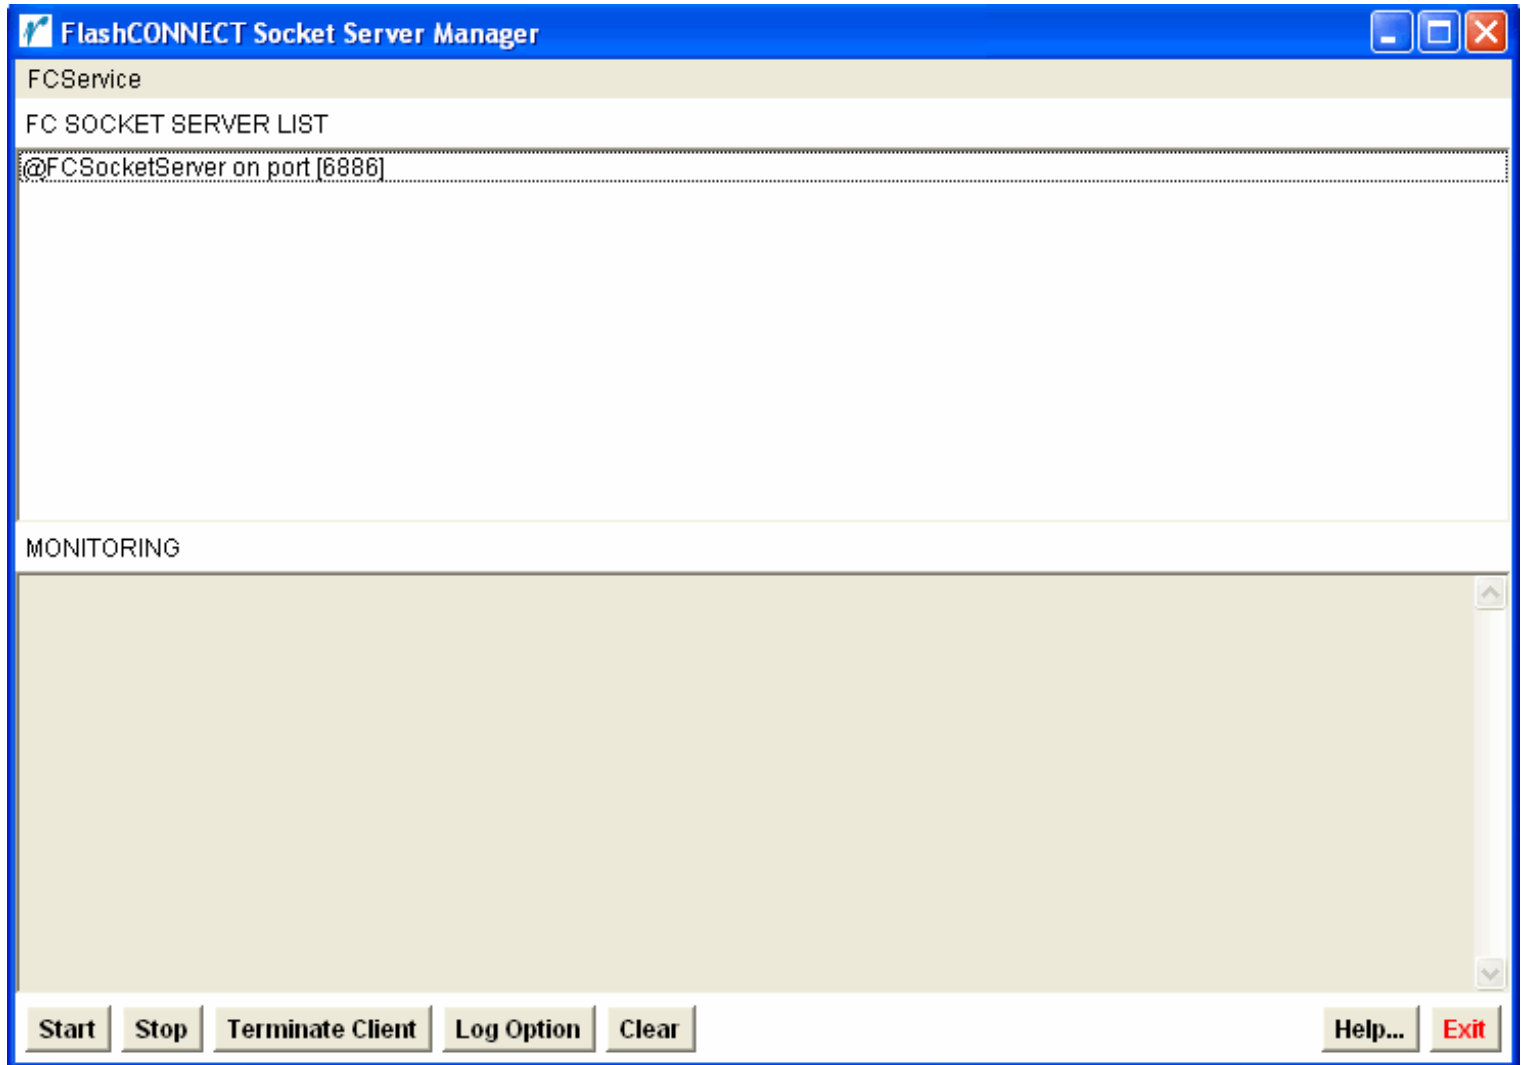 FlashCONNECT Socket Server Manager
FCService
FC SOCKET SERVER LIST
@FCSocketServer on port [6886]
MONITORING
Start Stop Terminate Client Log Option Clear Help... Exit